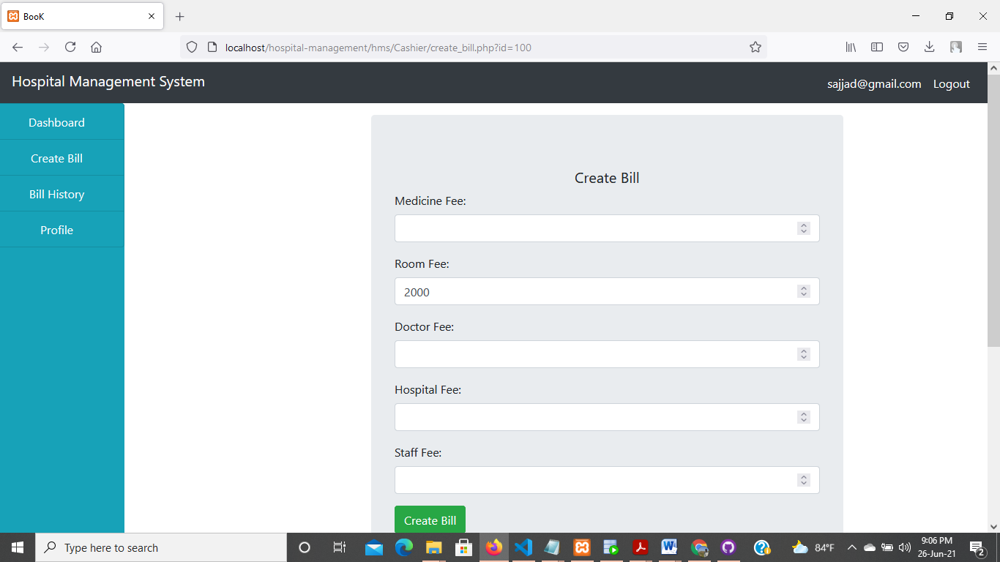 BooK
localhost/hospital-management/hms/Cashier/create_bill.php?id=100
Hospital Management System
sajjad@gmail.com Logout
Dashboard
Create Bill
Bill History
Profile
Create Bill
Medicine Fee:
Room Fee:
2000
Doctor Fee:
Hospital Fee:
Staff Fee:
Create Bill
Type here to search
84°F
9:06 PM
26-Jun-21
2